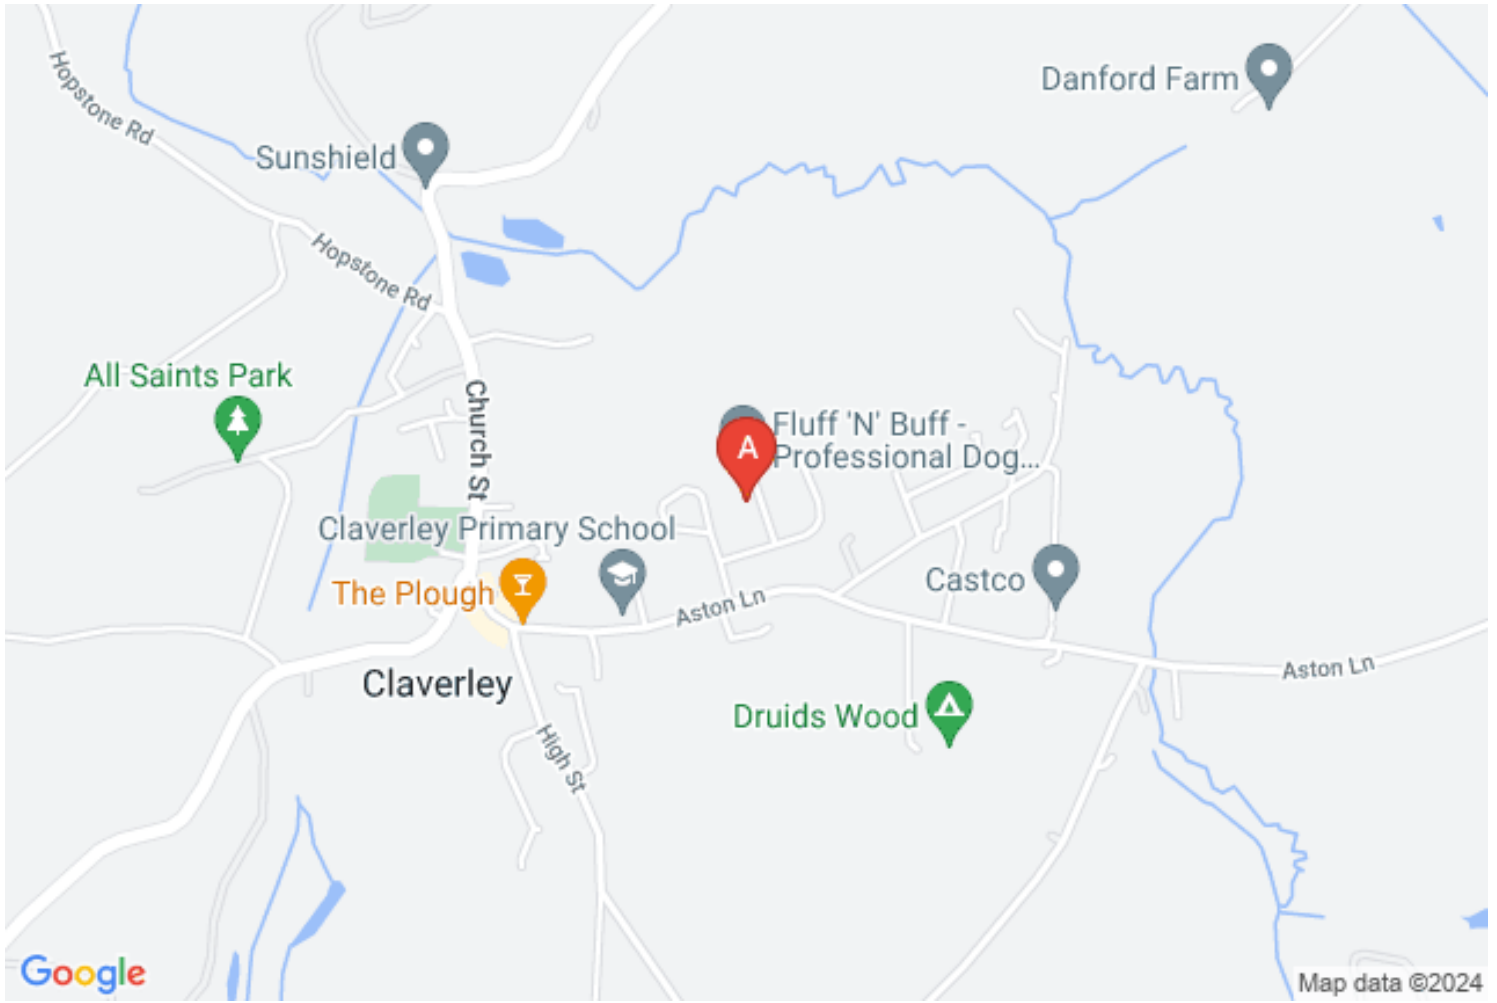 Hopstone Rd
Danford Farm
Sunshield
Hopstone Rd
All Saints Park
Church St
A
Fluff 'N' Buff -
Professional Dog...
Claverley Primary School
The Plough
Castco
Aston Ln
Aston Ln
Claverley
Druids Wood
High St
Google
Map data ©2024